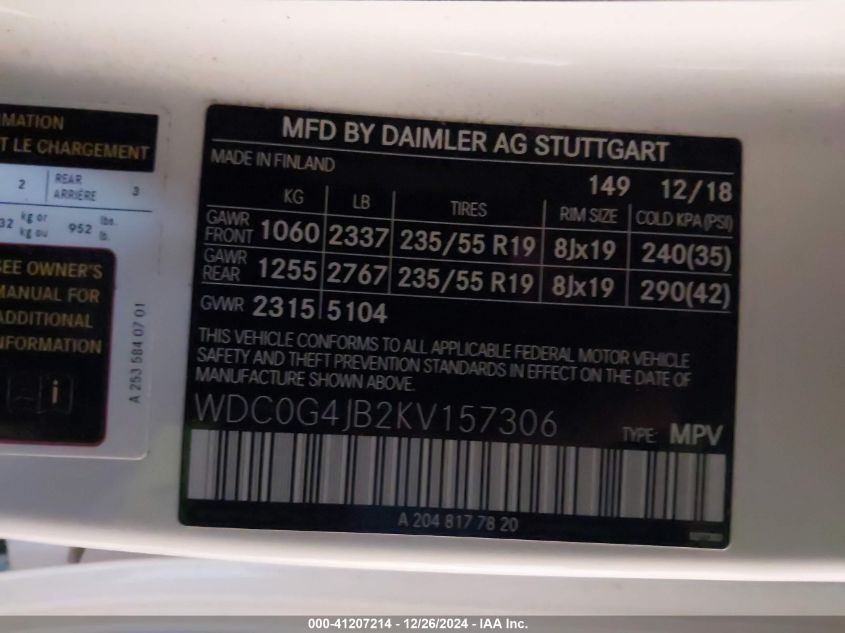 MATION
T LE CHARGEMENT
2 REAR ARRIÈRE 3
32 kg or kg ou 952 lbs. lb.
SEE OWNER'S
MANUAL FOR
ADDITIONAL
NFORMATION
i
A 253 584 07 01
MFD BY DAIMLER AG STUTTGART
MADE IN FINLAND
149 12/18
KG LB TIRES RIM SIZE COLD KPA(PSI)
GAWR FRONT 1060 2337 235/55 R19 8Jx19 240(35)
GAWR REAR 1255 2767 235/55 R19 8Jx19 290(42)
GVWR 2315 5104
THIS VEHICLE CONFORMS TO ALL APPLICABLE FEDERAL MOTOR VEHICLE
SAFETY AND THEFT PREVENTION STANDARDS IN EFFECT ON THE DATE OF
MANUFACTURE SHOWN ABOVE.
WDC0G4JB2KV157306
TYPE: MPV
A 204 817 78 20
000-41207214 - 12/26/2024 - IAA Inc.